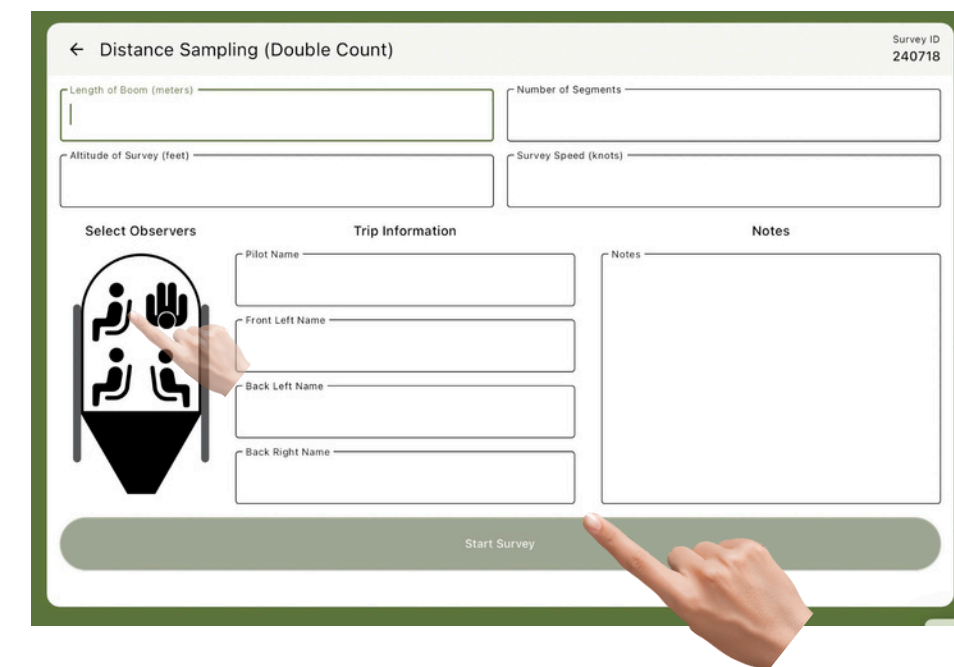 Distance Sampling (Double Count)
Survey ID
240718
Length of Boom (meters)
Number of Segments
Altitude of Survey (feet)
Survey Speed (knots)
Select Observers
Trip Information
Notes
Pilot Name
Notes
Front Left Name
Back Left Name
Back Right Name
Start Survey